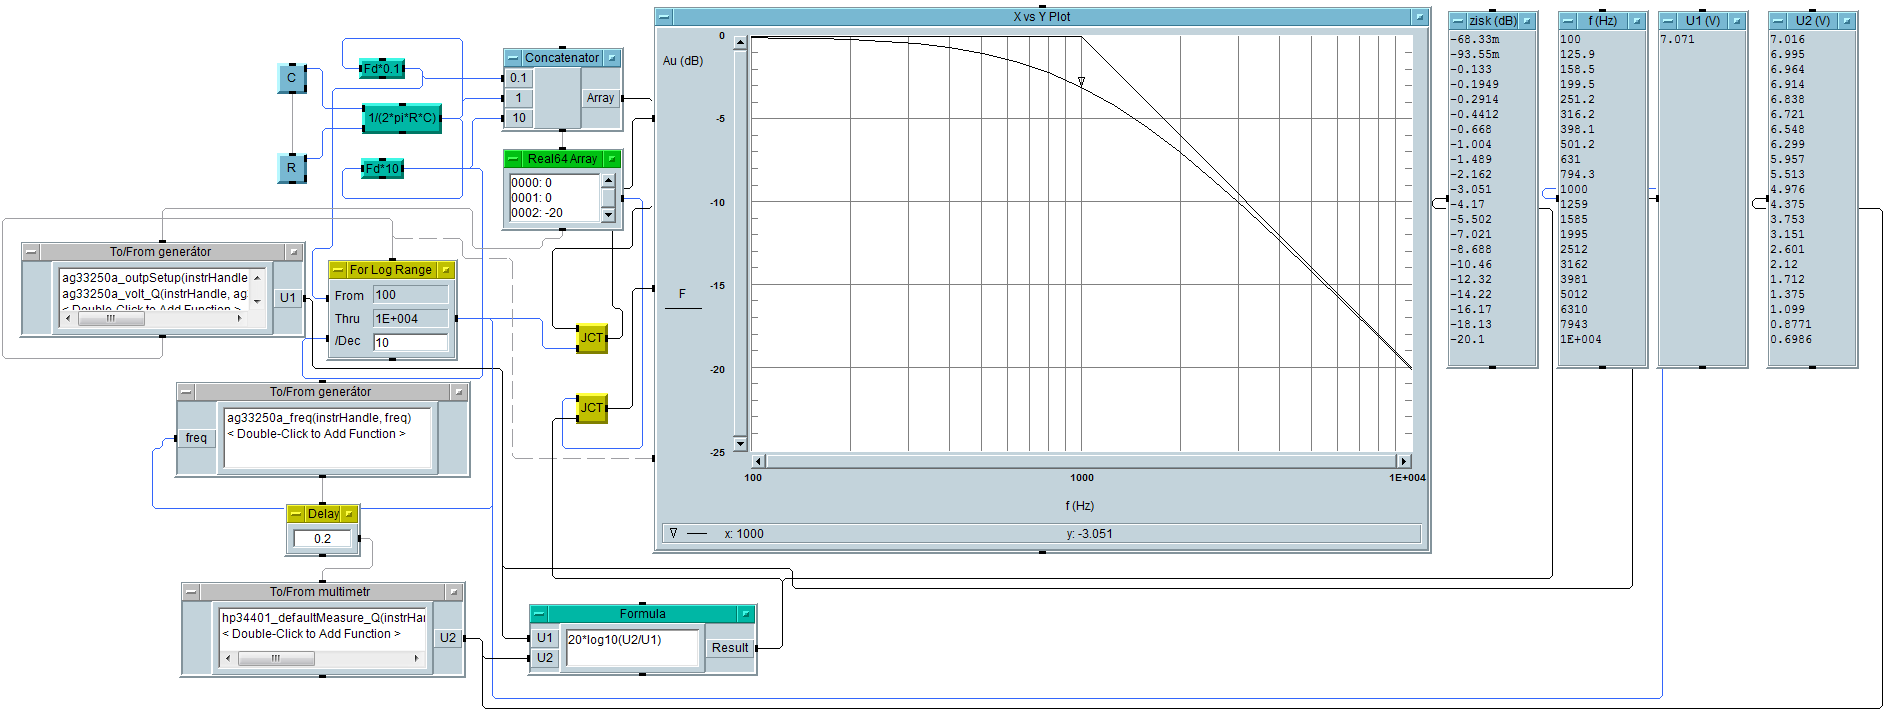 C
R
Fd*0.1
1/(2*pi*R*C)
Fd*10
Concatenator
0.1
1
10
Array
Real64 Array
0000: 0
0001: 0
0002: -20
To/From generátor
ag33250a_outpSetup(instrHandle
ag33250a_volt_Q(instrHandle, ag
< Double-Click to Add Function >
U1
For Log Range
From 100
Thru 1E+004
/Dec 10
JCT
JCT
To/From generátor
freq
ag33250a_freq(instrHandle, freq)
< Double-Click to Add Function >
Delay
0.2
To/From multimetr
hp34401_defaultMeasure_Q(instrHar
< Double-Click to Add Function >
U2
Formula
U1
U2
20*log10(U2/U1)
Result
X vs Y Plot
Au (dB)
F
0
-5
-10
-15
-20
-25
100 1000 1E+004
f (Hz)
x: 1000 y: -3.051
zisk (dB)
-68.33m
-93.55m
-0.133
-0.1949
-0.2914
-0.4412
-0.668
-1.004
-1.489
-2.162
-3.051
-4.17
-5.502
-7.021
-8.688
-10.46
-12.32
-14.22
-16.17
-18.13
-20.1
f (Hz)
100
125.9
158.5
199.5
251.2
316.2
398.1
501.2
631
794.3
1000
1259
1585
1995
2512
3162
3981
5012
6310
7943
1E+004
U1 (V)
7.071
U2 (V)
7.016
6.995
6.964
6.914
6.838
6.721
6.548
6.299
5.957
5.513
4.976
4.375
3.753
3.151
2.601
2.12
1.712
1.375
1.099
0.8771
0.6986